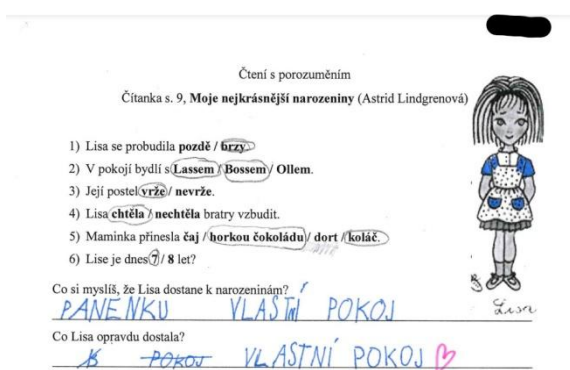 Čtení s porozuměním
Čítanka s. 9, Moje nejkrásnější narozeniny (Astrid Lindgrenová)
1) Lisa se probudila pozdě / brzy.
2) V pokojí bydlí s Lassem / Bossem / Ollem.
3) Její postel vrže / nevrže.
4) Lisa chtěla / nechtěla bratry vzbudit.
5) Maminka přinesla čaj / horkou čokoládu / dort / koláč.
6) Lise je dnes 7 / 8 let?
Co si myslíš, že Lisa dostane k narozeninám?
PANENKU VLASTNÍ POKOJ
Lisa
Co Lisa opravdu dostala?
POKOJ VLASTNÍ POKOJ